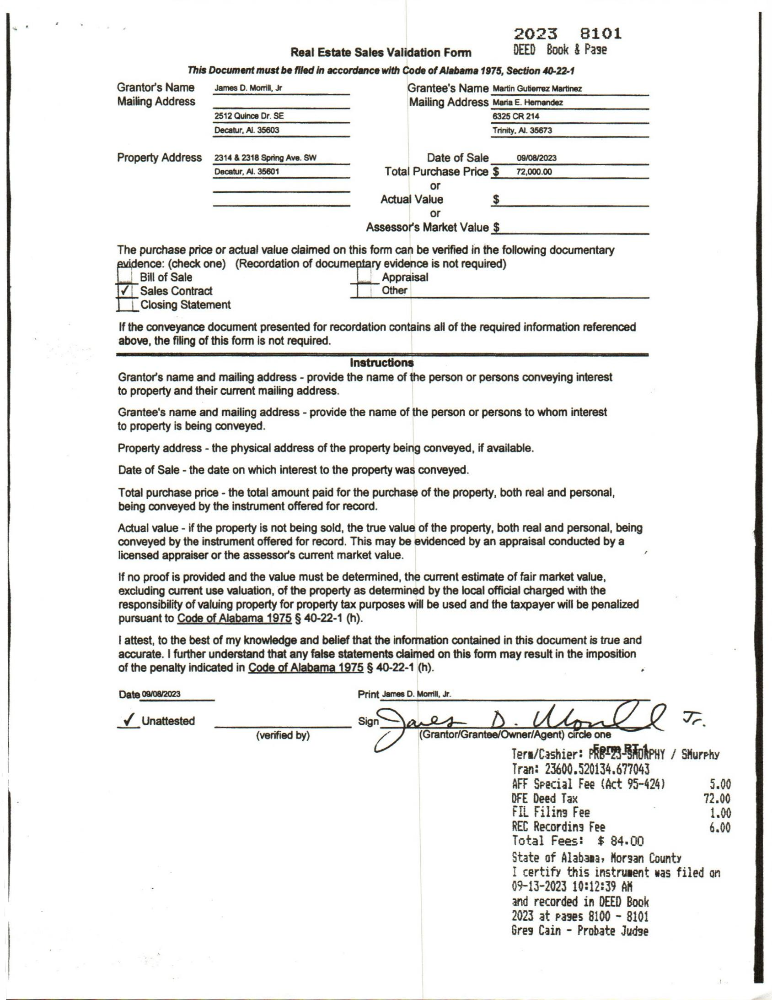 2023 8101
DEED Book & Page
Real Estate Sales Validation Form
This Document must be filed in accordance with Code of Alabama 1975, Section 40-22-1
Grantor's Name James D. Morrill, Jr Grantee's Name Martin Gutierrez Martinez
Mailing Address Mailing Address Maria E. Hernandez
2512 Quince Dr. SE 6325 CR 214
Decatur, Al. 35603 Trinity, Al. 35673
Property Address 2314 & 2318 Spring Ave. SW Date of Sale 09/08/2023
Decatur, Al. 35601 Total Purchase Price $ 72,000.00
or
Actual Value $
or
Assessor's Market Value $
The purchase price or actual value claimed on this form can be verified in the following documentary
evidence: (check one) (Recordation of documentary evidence is not required)
Bill of Sale Appraisal
✓ Sales Contract Other
Closing Statement
If the conveyance document presented for recordation contains all of the required information referenced
above, the filing of this form is not required.
Instructions
Grantor's name and mailing address - provide the name of the person or persons conveying interest
to property and their current mailing address.
Grantee's name and mailing address - provide the name of the person or persons to whom interest
to property is being conveyed.
Property address - the physical address of the property being conveyed, if available.
Date of Sale - the date on which interest to the property was conveyed.
Total purchase price - the total amount paid for the purchase of the property, both real and personal,
being conveyed by the instrument offered for record.
Actual value - if the property is not being sold, the true value of the property, both real and personal, being
conveyed by the instrument offered for record. This may be evidenced by an appraisal conducted by a
licensed appraiser or the assessor's current market value.
If no proof is provided and the value must be determined, the current estimate of fair market value,
excluding current use valuation, of the property as determined by the local official charged with the
responsibility of valuing property for property tax purposes will be used and the taxpayer will be penalized
pursuant to Code of Alabama 1975 § 40-22-1 (h).
I attest, to the best of my knowledge and belief that the information contained in this document is true and
accurate. I further understand that any false statements claimed on this form may result in the imposition
of the penalty indicated in Code of Alabama 1975 § 40-22-1 (h).
Date 09/08/2023 Print James D. Morrill, Jr.
✓ Unattested Sign James D. Morrill Jr.
(verified by) (Grantor/Grantee/Owner/Agent) circle one
Form RT-1
Term/Cashier: PRB-23-SMURPHY / SMurphy
Tran: 23600.520134.677043
AFF Special Fee (Act 95-424) 5.00
DFE Deed Tax 72.00
FIL Filing Fee 1.00
REC Recording Fee 6.00
Total Fees: $ 84.00
State of Alabama, Morgan County
I certify this instrument was filed on
09-13-2023 10:12:39 AM
and recorded in DEED Book
2023 at pages 8100 - 8101
Greg Cain - Probate Judge